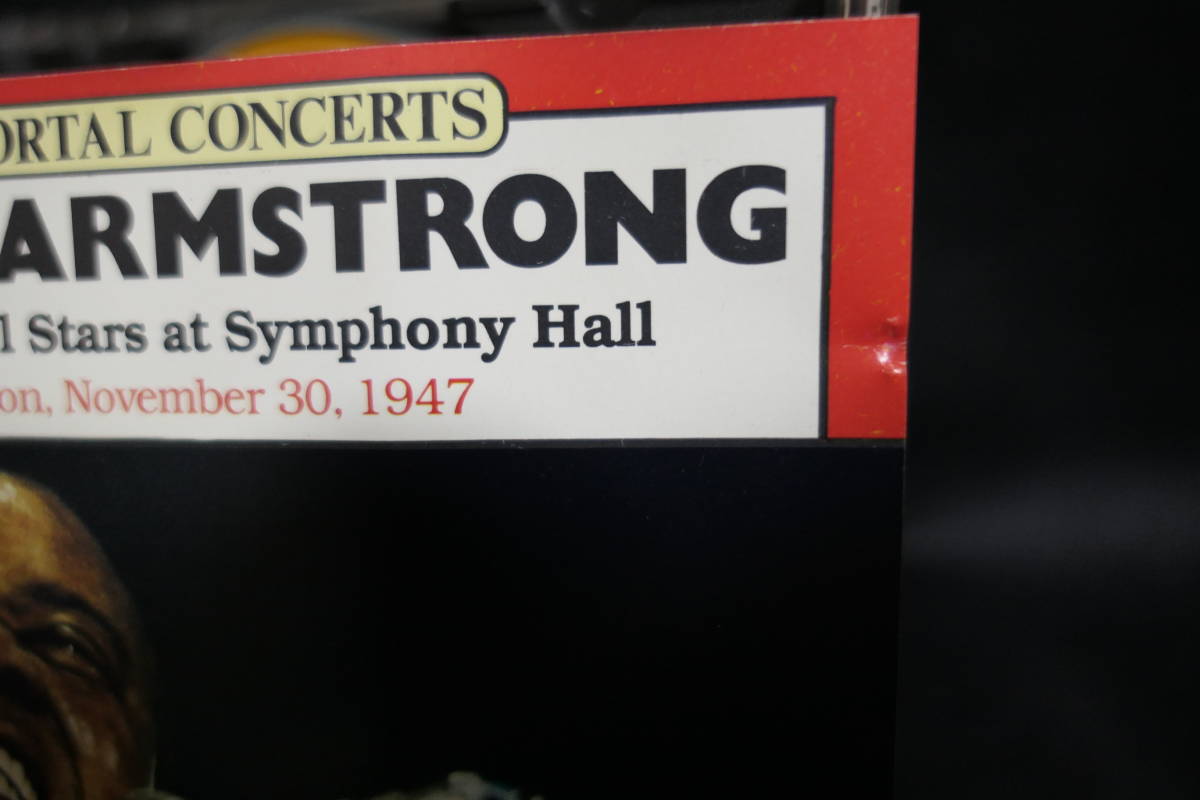 ORTAL CONCERTS
ARMSTRONG
l Stars at Symphony Hall
on, November 30, 1947